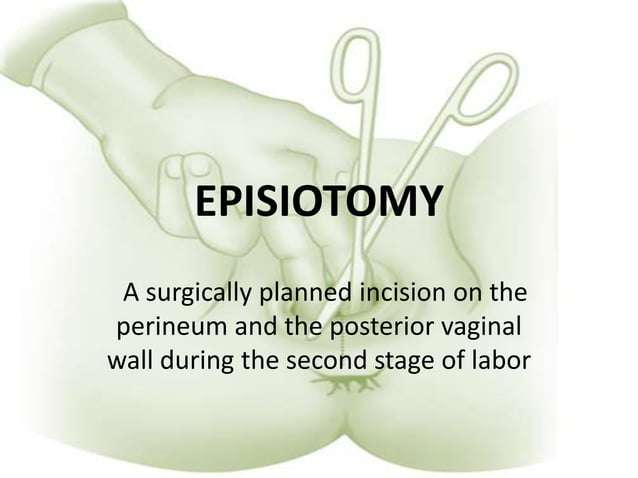 EPISIOTOMY
A surgically planned incision on the
perineum and the posterior vaginal
wall during the second stage of labor